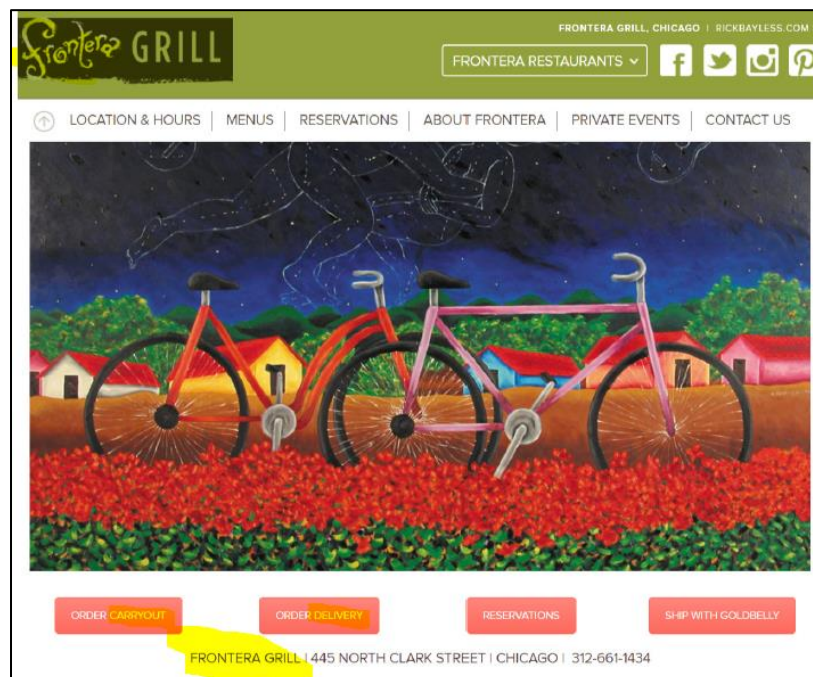 FRONTERA GRILL, CHICAGO | RICKBAYLESS.COM
Frontera GRILL
FRONTERA RESTAURANTS
LOCATION & HOURS | MENUS | RESERVATIONS | ABOUT FRONTERA | PRIVATE EVENTS | CONTACT US
ORDER CARRYOUT
ORDER DELIVERY
RESERVATIONS
SHIP WITH GOLDBELLY
FRONTERA GRILL | 445 NORTH CLARK STREET | CHICAGO | 312-661-1434